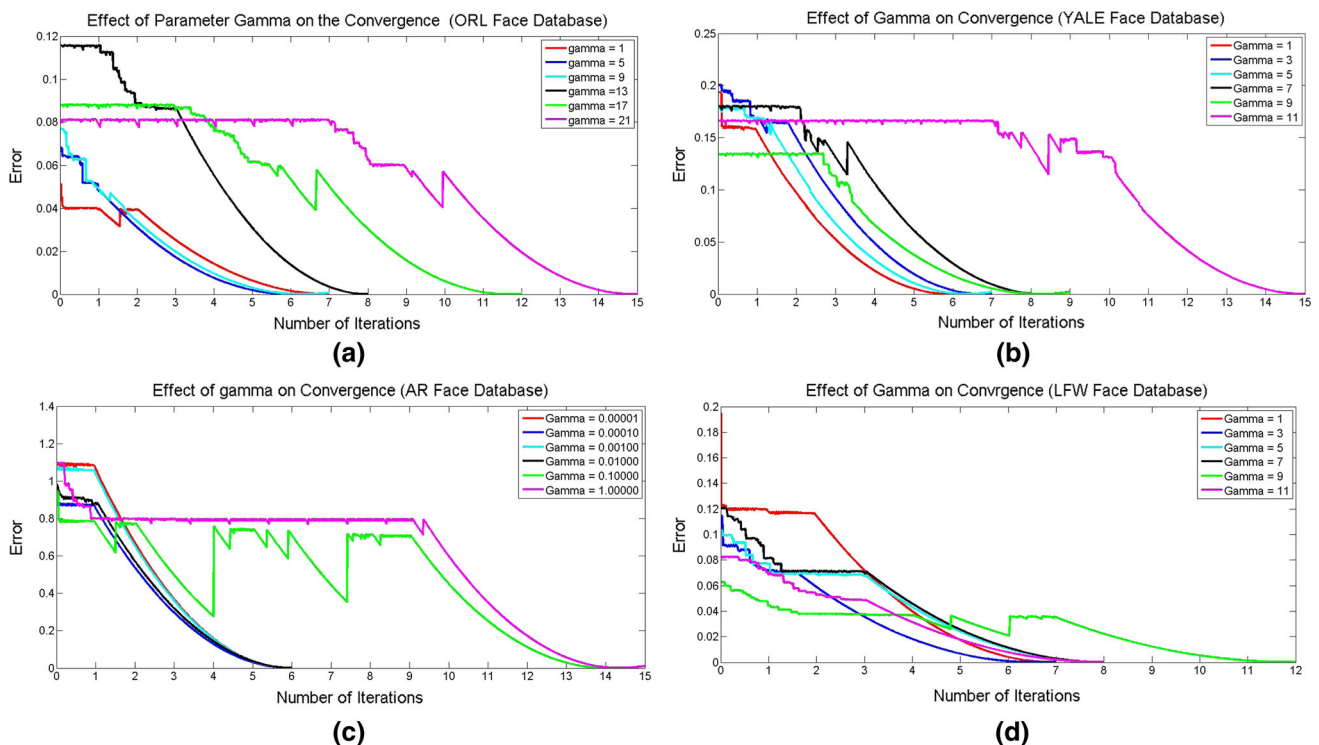 Effect of Parameter Gamma on the Convergence (ORL Face Database)
0.12
0.1
0.08
0.06
0.04
0.02
0
Error
gamma = 1
gamma = 5
gamma = 9
gamma =13
gamma =17
gamma = 21
0 1 2 3 4 5 6 7 8 9 10 11 12 13 14 15
Number of Iterations
(a)
Effect of Gamma on Convergence (YALE Face Database)
0.25
0.2
0.15
0.1
0.05
0
Error
Gamma = 1
Gamma = 3
Gamma = 5
Gamma = 7
Gamma = 9
Gamma = 11
0 1 2 3 4 5 6 7 8 9 10 11 12 13 14 15
Number of Iterations
(b)
Effect of gamma on Convergence (AR Face Database)
1.4
1.2
1
0.8
0.6
0.4
0.2
0
Error
Gamma = 0.00001
Gamma = 0.00010
Gamma = 0.00100
Gamma = 0.01000
Gamma = 0.10000
Gamma = 1.00000
0 1 2 3 4 5 6 7 8 9 10 11 12 13 14 15
Number of Iterations
(c)
Effect of Gamma on Convrgence (LFW Face Database)
0.2
0.18
0.16
0.14
0.12
0.1
0.08
0.06
0.04
0.02
0
Error
Gamma = 1
Gamma = 3
Gamma = 5
Gamma = 7
Gamma = 9
Gamma = 11
0 1 2 3 4 5 6 7 8 9 10 11 12
Number of Iterations
(d)